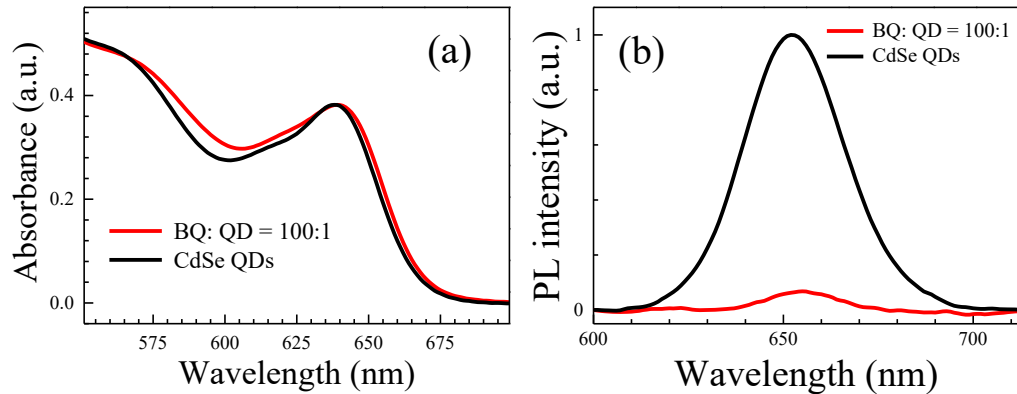 (a)
Absorbance (a.u.)
0.4
0.2
0.0
BQ: QD = 100:1
CdSe QDs
575 600 625 650 675
Wavelength (nm)
(b)
PL intensity (a.u.)
1
0
BQ: QD = 100:1
CdSe QDs
600 650 700
Wavelength (nm)